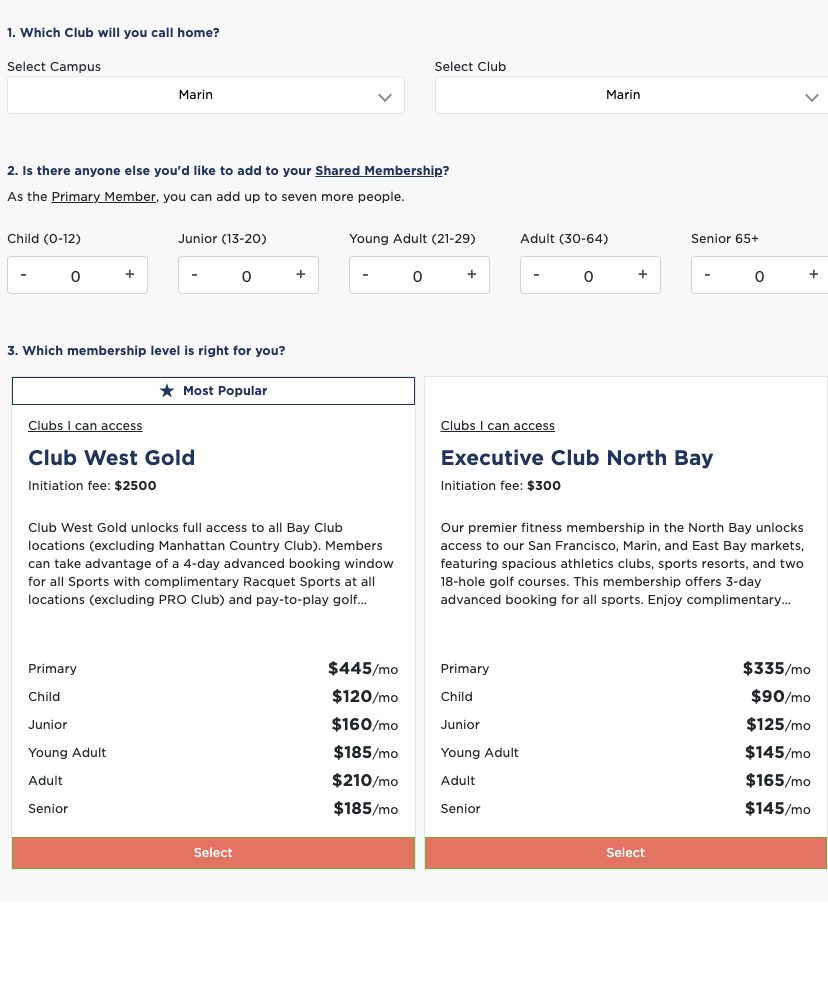 1. Which Club will you call home?
Select Campus
Select Club
Marin
Marin
2. Is there anyone else you'd like to add to your Shared Membership?
As the Primary Member, you can add up to seven more people.
Child (0-12)
Junior (13-20)
Young Adult (21-29)
Adult (30-64)
Senior 65+
- 0 +
- 0 +
- 0 +
- 0 +
- 0 +
3. Which membership level is right for you?
★ Most Popular
Clubs I can access
Club West Gold
Initiation fee: $2500
Club West Gold unlocks full access to all Bay Club
locations (excluding Manhattan Country Club). Members
can take advantage of a 4-day advanced booking window
for all Sports with complimentary Racquet Sports at all
locations (excluding PRO Club) and pay-to-play golf...
Primary $445/mo
Child $120/mo
Junior $160/mo
Young Adult $185/mo
Adult $210/mo
Senior $185/mo
Select
Clubs I can access
Executive Club North Bay
Initiation fee: $300
Our premier fitness membership in the North Bay unlocks
access to our San Francisco, Marin, and East Bay markets,
featuring spacious athletics clubs, sports resorts, and two
18-hole golf courses. This membership offers 3-day
advanced booking for all sports. Enjoy complimentary...
Primary $335/mo
Child $90/mo
Junior $125/mo
Young Adult $145/mo
Adult $165/mo
Senior $145/mo
Select